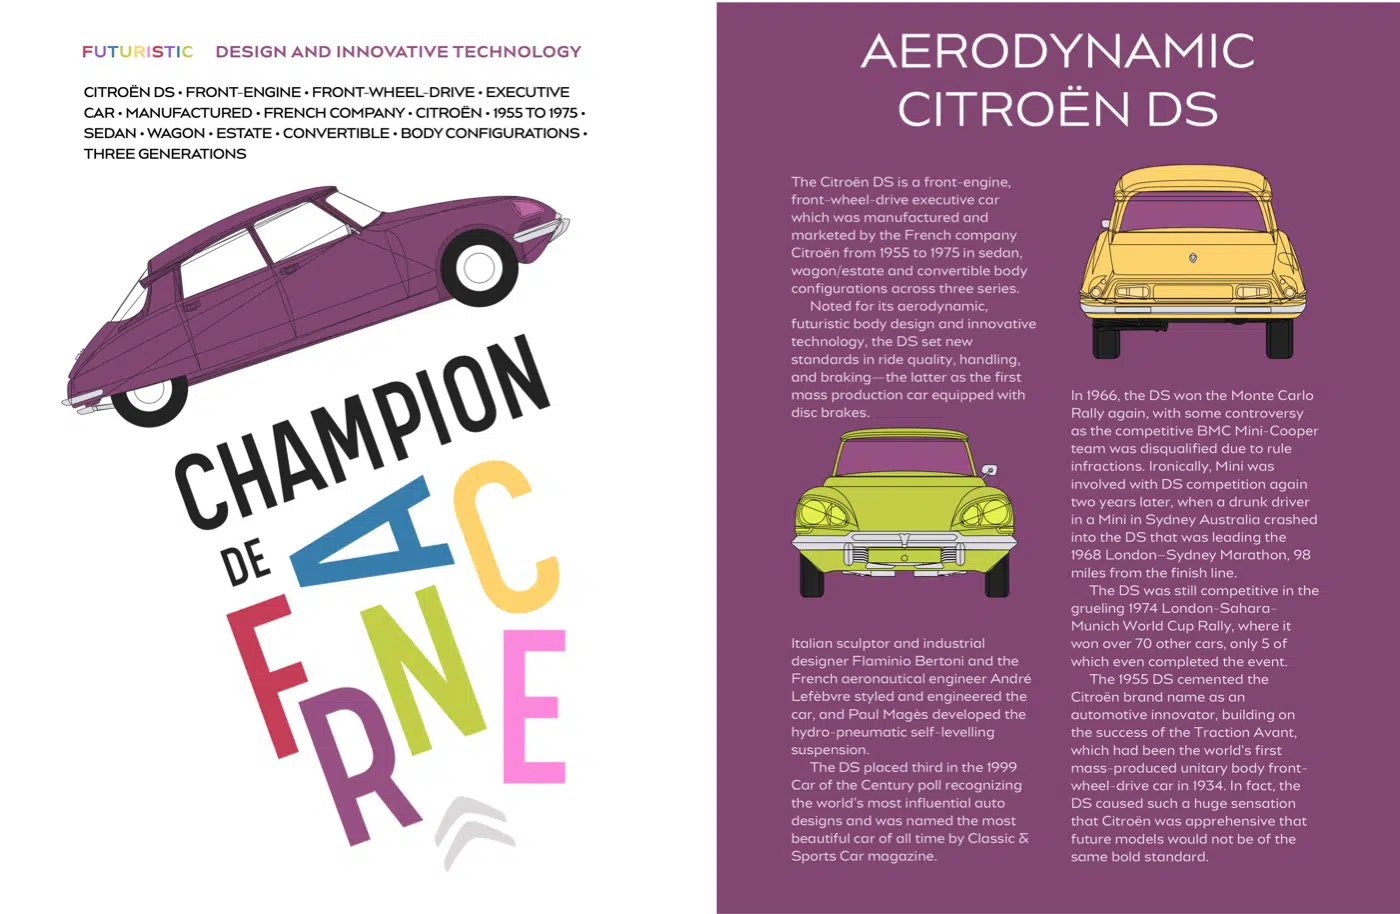 FUTURISTIC DESIGN AND INNOVATIVE TECHNOLOGY
CITROËN DS • FRONT-ENGINE • FRONT-WHEEL-DRIVE • EXECUTIVE
CAR • MANUFACTURED • FRENCH COMPANY • CITROËN • 1955 TO 1975 •
SEDAN • WAGON • ESTATE • CONVERTIBLE • BODY CONFIGURATIONS •
THREE GENERATIONS
CHAMPION
DE
FRANCE
AERODYNAMIC
CITROËN DS
The Citroën DS is a front-engine,
front-wheel-drive executive car
which was manufactured and
marketed by the French company
Citroën from 1955 to 1975 in sedan,
wagon/estate and convertible body
configurations across three series.
Noted for its aerodynamic,
futuristic body design and innovative
technology, the DS set new
standards in ride quality, handling,
and braking—the latter as the first
mass production car equipped with
disc brakes.
Italian sculptor and industrial
designer Flaminio Bertoni and the
French aeronautical engineer André
Lefèbvre styled and engineered the
car, and Paul Magès developed the
hydro-pneumatic self-levelling
suspension.
The DS placed third in the 1999
Car of the Century poll recognizing
the world's most influential auto
designs and was named the most
beautiful car of all time by Classic &
Sports Car magazine.
In 1966, the DS won the Monte Carlo
Rally again, with some controversy
as the competitive BMC Mini-Cooper
team was disqualified due to rule
infractions. Ironically, Mini was
involved with DS competition again
two years later, when a drunk driver
in a Mini in Sydney Australia crashed
into the DS that was leading the
1968 London–Sydney Marathon, 98
miles from the finish line.
The DS was still competitive in the
grueling 1974 London-Sahara-
Munich World Cup Rally, where it
won over 70 other cars, only 5 of
which even completed the event.
The 1955 DS cemented the
Citroën brand name as an
automotive innovator, building on
the success of the Traction Avant,
which had been the world's first
mass-produced unitary body front-
wheel-drive car in 1934. In fact, the
DS caused such a huge sensation
that Citroën was apprehensive that
future models would not be of the
same bold standard.